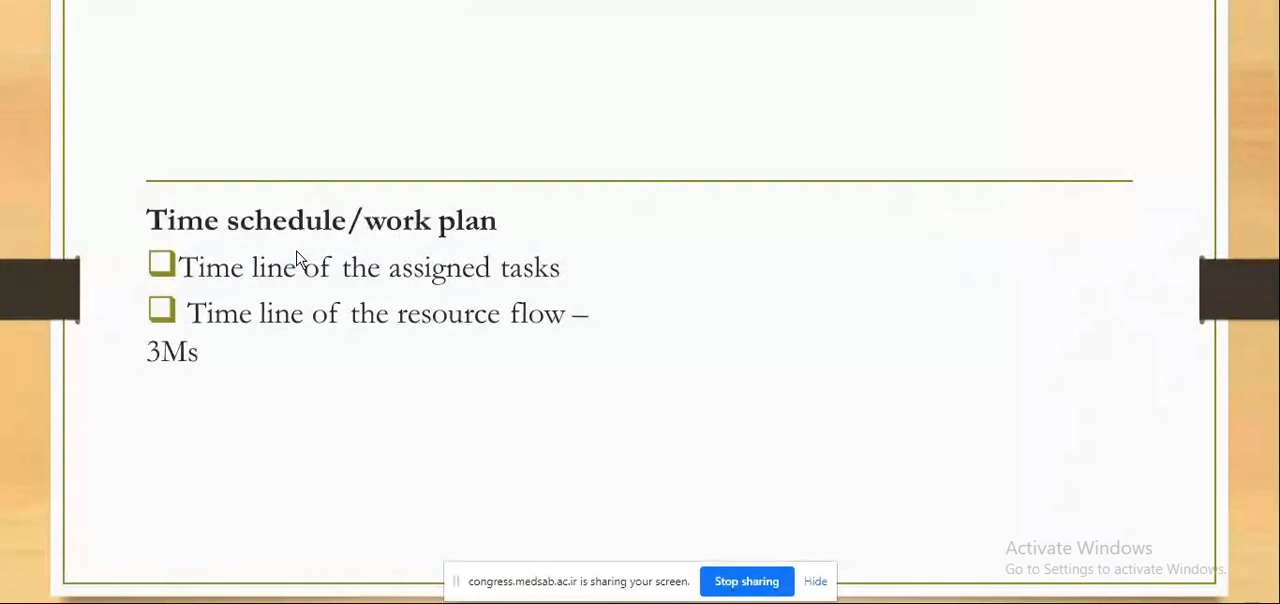 Time schedule/work plan
Time line of the assigned tasks
Time line of the resource flow –
3Ms
Activate Windows
Go to Settings to activate Windows.
congress.medsab.ac.ir is sharing your screen. Stop sharing Hide